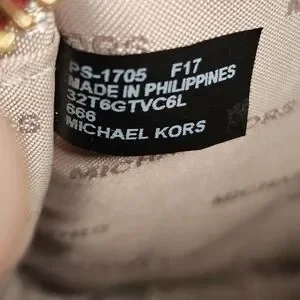 PS-1705 F17
MADE IN PHILIPPINES
32T6GTVC6L
666
MICHAEL KORS